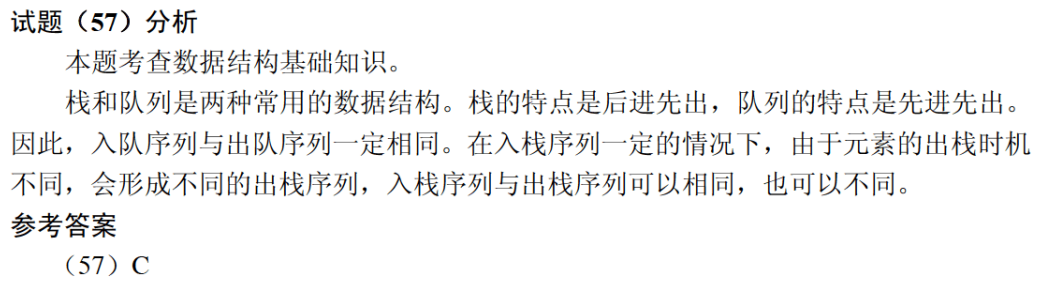 试题（57）分析
本题考查数据结构基础知识。
栈和队列是两种常用的数据结构。栈的特点是后进先出，队列的特点是先进先出。
因此，入队序列与出队序列一定相同。在入栈序列一定的情况下，由于元素的出栈时机
不同，会形成不同的出栈序列，入栈序列与出栈序列可以相同，也可以不同。
参考答案
（57）C